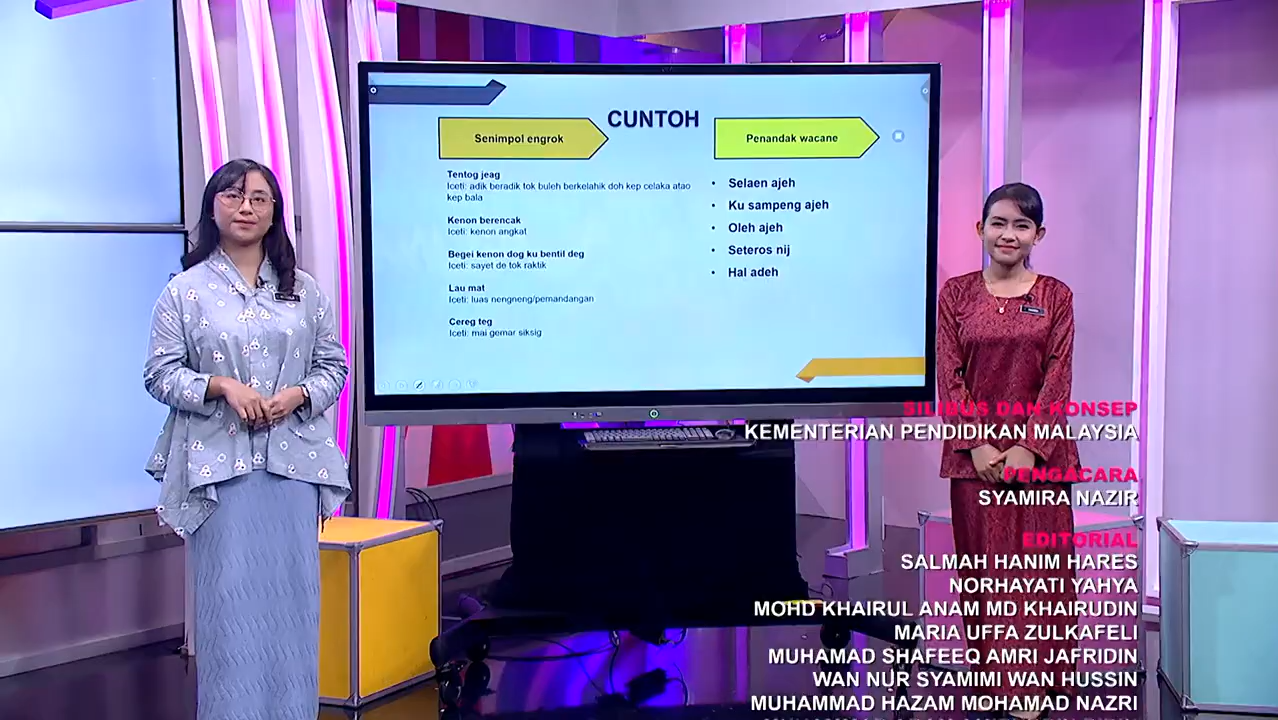 CUNTOH
Senimpol engrok
Tentog jeag
Iceti: adik beradik tok buleh berkelahik doh kep celaka atao
kep bala
Kenon berencak
Iceti: kenon angkat
Begei kenon dog ku bentil deg
Iceti: sayet de tok raktik
Lau mat
Iceti: luas nengneng/pemandangan
Cereg teg
Iceti: mai gemar siksig
Penandak wacane
• Selaen ajeh
• Ku sampeng ajeh
• Oleh ajeh
• Seteros nij
• Hal adeh
SILIBUS DAN KONSEP
KEMENTERIAN PENDIDIKAN MALAYSIA
PENGACARA
SYAMIRA NAZIR
EDITORIAL
SALMAH HANIM HARES
NORHAYATI YAHYA
MOHD KHAIRUL ANAM MD KHAIRUDIN
MARIA UFFA ZULKAFELI
MUHAMAD SHAFEEQ AMRI JAFRIDIN
WAN NUR SYAMIMI WAN HUSSIN
MUHAMMAD HAZAM MOHAMAD NAZRI